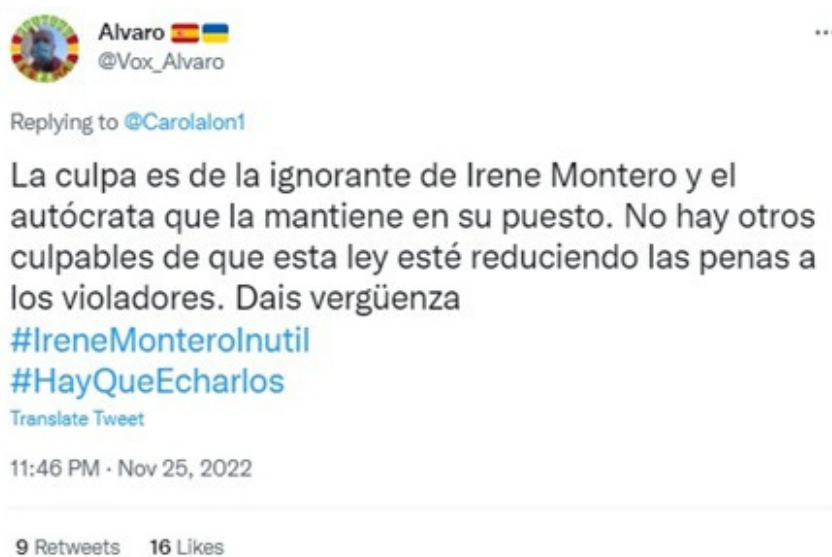 Alvaro 🇪🇸🇺🇦
@Vox_Alvaro
Replying to @Carolalon1
La culpa es de la ignorante de Irene Montero y el
autócrata que la mantiene en su puesto. No hay otros
culpables de que esta ley esté reduciendo las penas a
los violadores. Dais vergüenza
#IreneMonteroInutil
#HayQueEcharlos
Translate Tweet
11:46 PM · Nov 25, 2022
9 Retweets 16 Likes